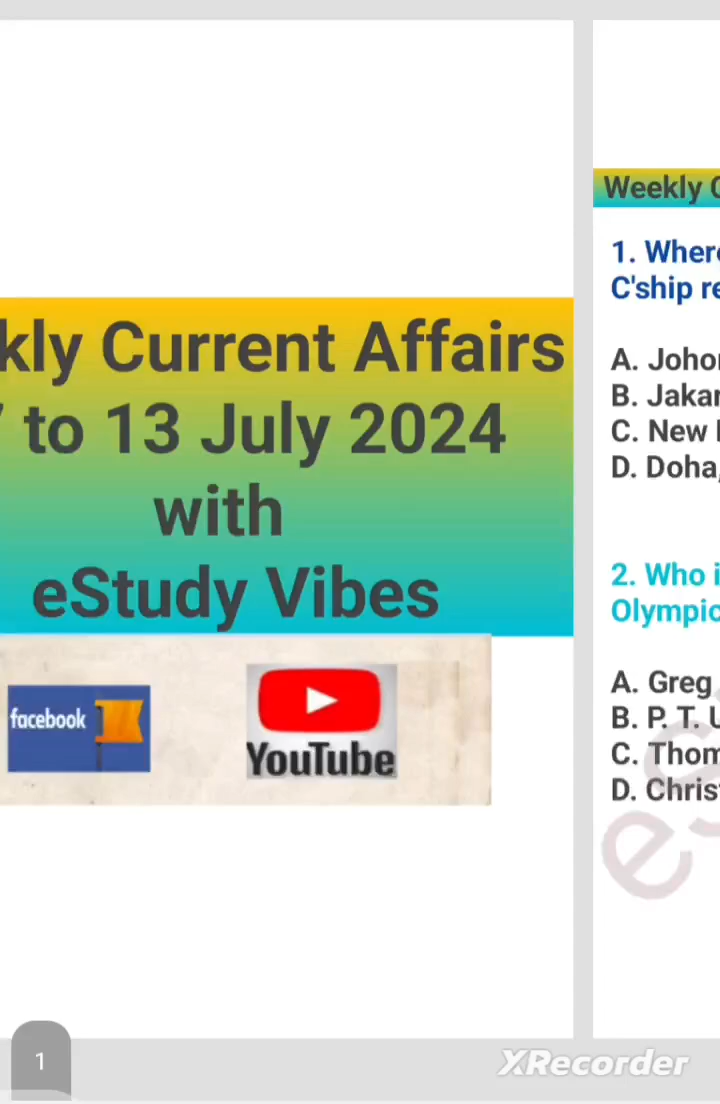 kly Current Affairs
to 13 July 2024
with
eStudy Vibes
facebook
YouTube
Weekly
1. Where
C'ship re
A.
B. Jakar
C. New
D. Doha,
2. Who i
Olympic
A. Greg
B. P. T. U
C. Thom
D. Chris
es
1
XRecorder